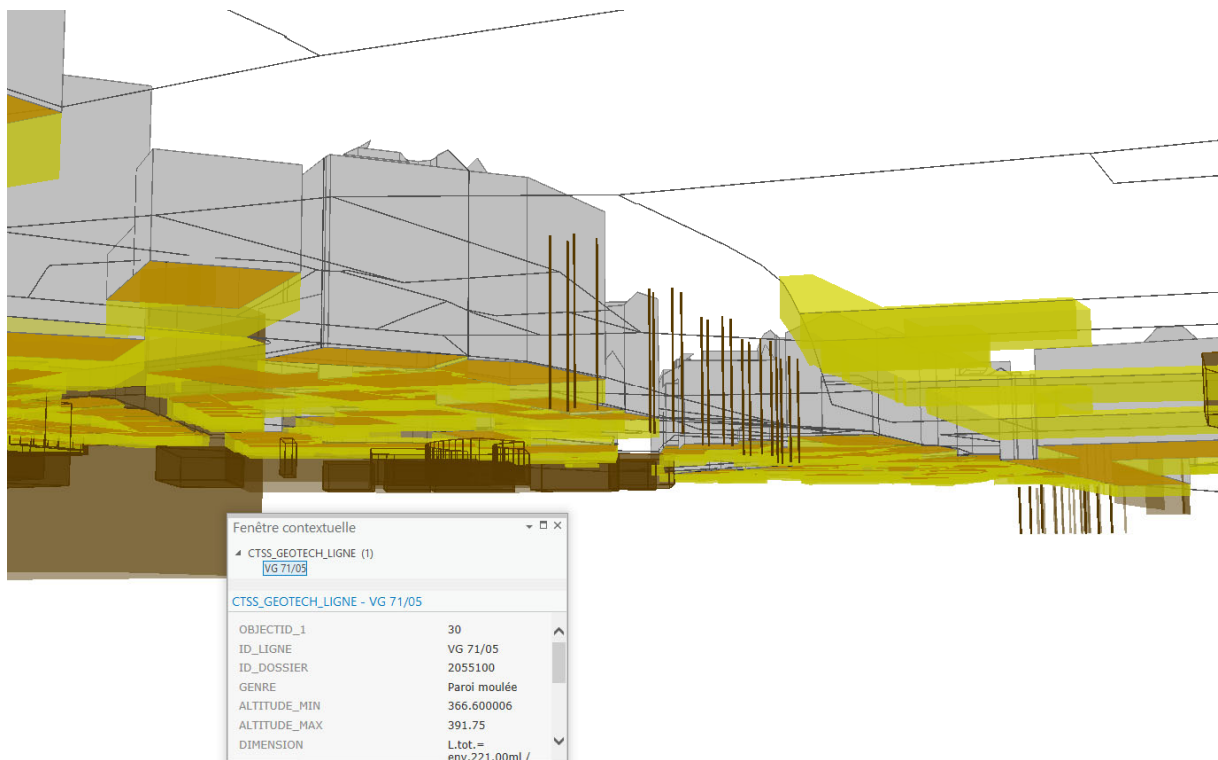 Fenêtre contextuelle
CTSS_GEOTECH_LIGNE (1)
VG 71/05
CTSS_GEOTECH_LIGNE - VG 71/05
OBJECTID_1 30
ID_LIGNE VG 71/05
ID_DOSSIER 2055100
GENRE Paroi moulée
ALTITUDE_MIN 366.600006
ALTITUDE_MAX 391.75
DIMENSION L.tot.=
env.221.00ml /